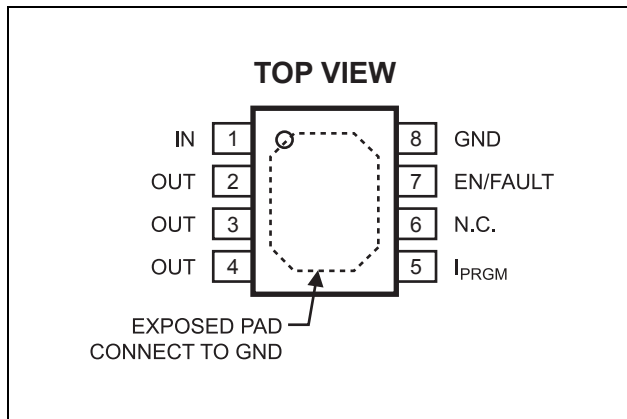 TOP VIEW
IN 1 8 GND
OUT 2 7 EN/FAULT
OUT 3 6 N.C.
OUT 4 5 IPRGM
EXPOSED PAD
CONNECT TO GND